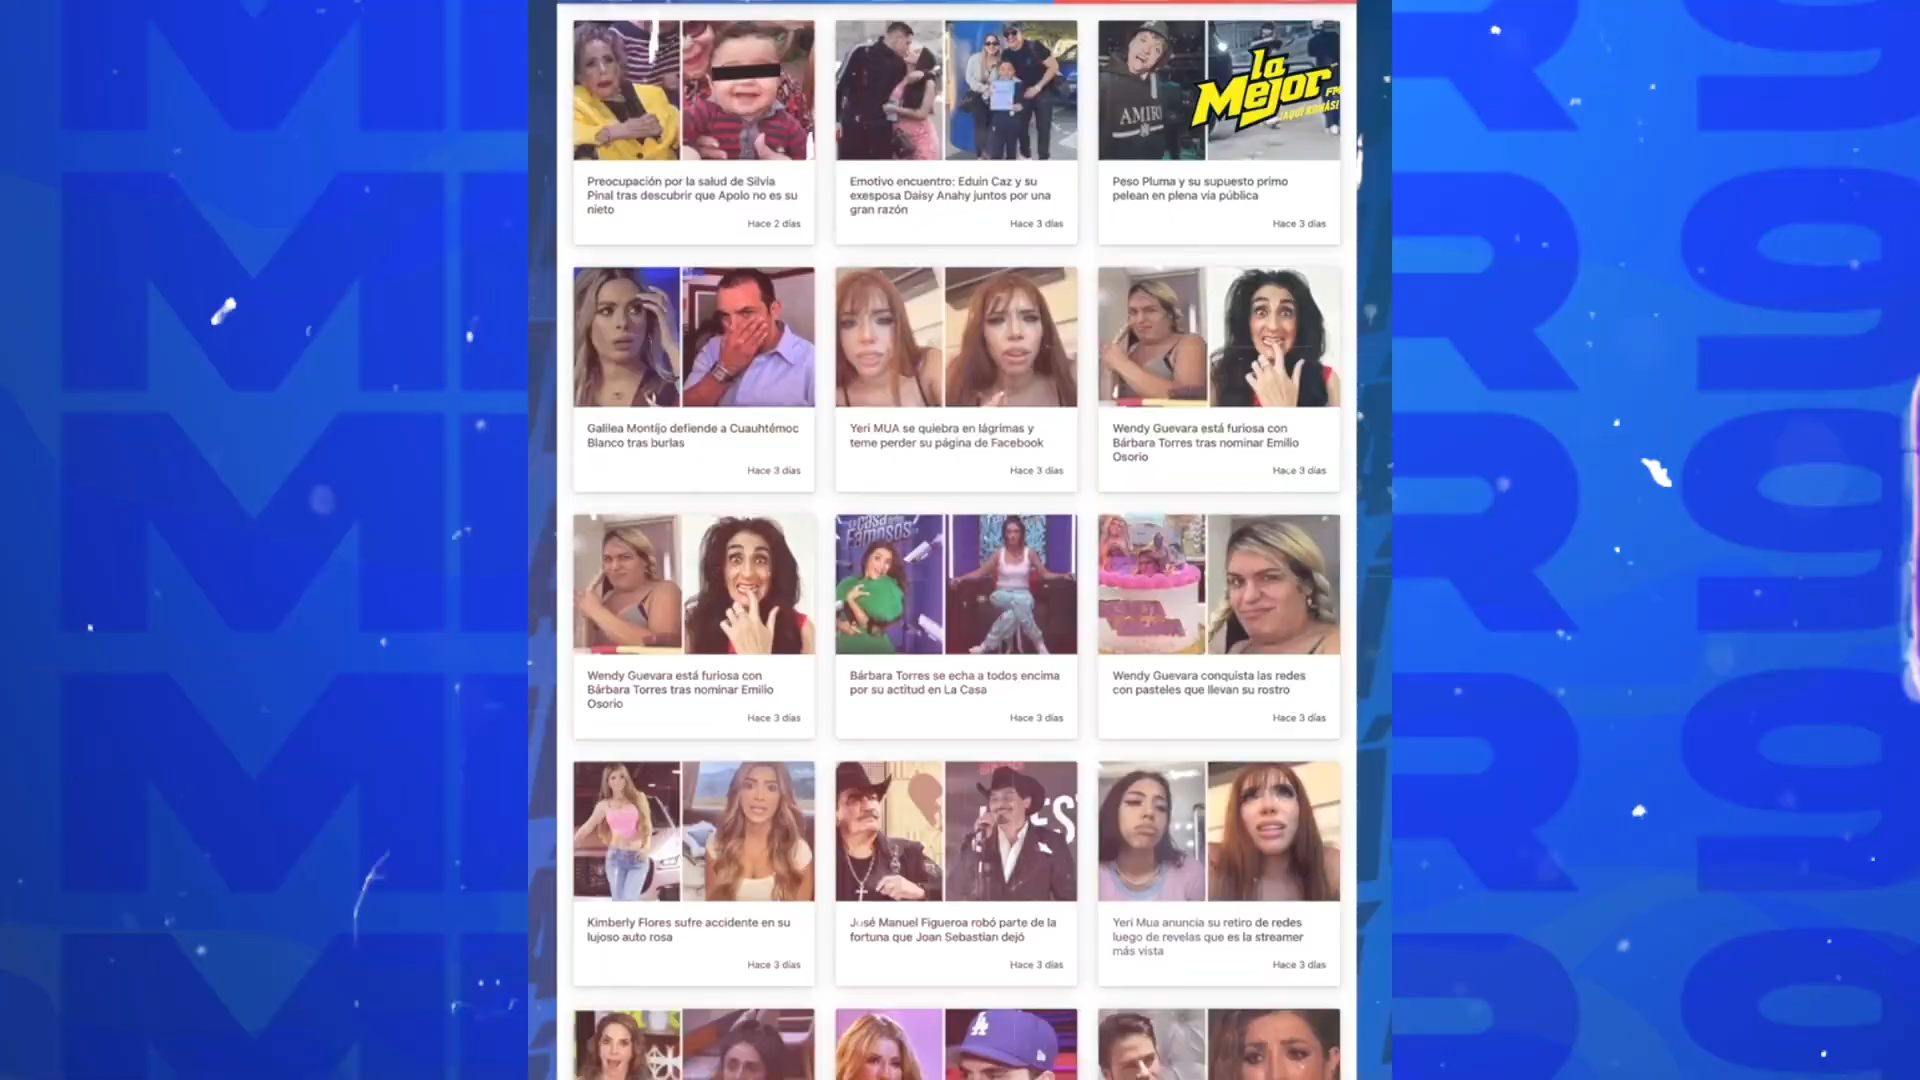 la
Mejor FM
¡AQUÍ NOMÁS!
AMIRI
Preocupación por la salud de Silvia
Pinal tras descubrir que Apolo no es su
nieto
Hace 2 días
Emotivo encuentro: Eduin Caz y su
exesposa Daisy Anahy juntos por una
gran razón
Hace 3 días
Peso Pluma y su supuesto primo
pelean en plena vía pública
Hace 3 días
Galilea Montijo defiende a Cuauhtémoc
Blanco tras burlas
Hace 3 días
Yeri MUA se quiebra en lágrimas y
teme perder su página de Facebook
Hace 3 días
Wendy Guevara está furiosa con
Bárbara Torres tras nominar Emilio
Osorio
Hace 3 días
la casa
Famosos
Wendy Guevara está furiosa con
Bárbara Torres tras nominar Emilio
Osorio
Hace 3 días
Bárbara Torres se echa a todos encima
por su actitud en La Casa
Hace 3 días
Wendy Guevara conquista las redes
con pasteles que llevan su rostro
Hace 3 días
Kimberly Flores sufre accidente en su
lujoso auto rosa
Hace 3 días
José Manuel Figueroa robó parte de la
fortuna que Joan Sebastian dejó
Hace 3 días
Yeri Mua anuncia su retiro de redes
luego de revelas que es la streamer
más vista
Hace 3 días